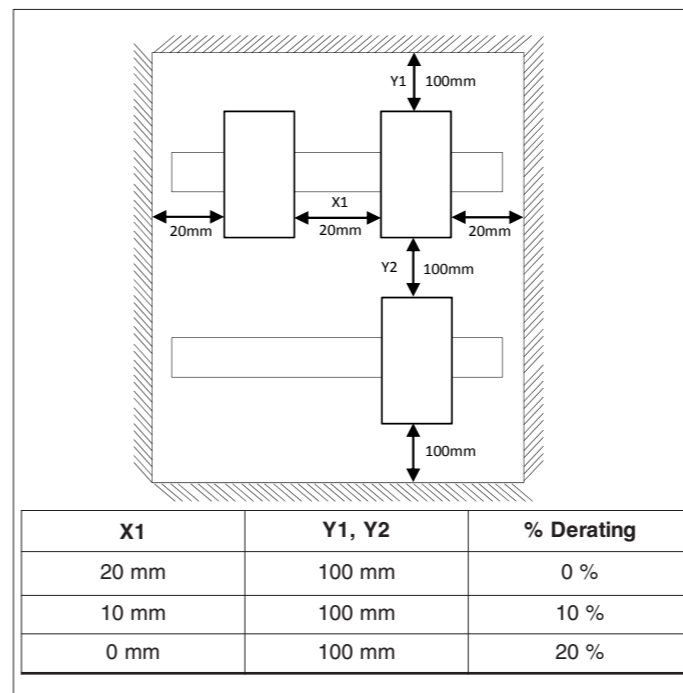 Y1 100mm
X1
20mm 20mm 20mm
Y2 100mm
100mm
X1 Y1, Y2 % Derating
20 mm 100 mm 0 %
10 mm 100 mm 10 %
0 mm 100 mm 20 %